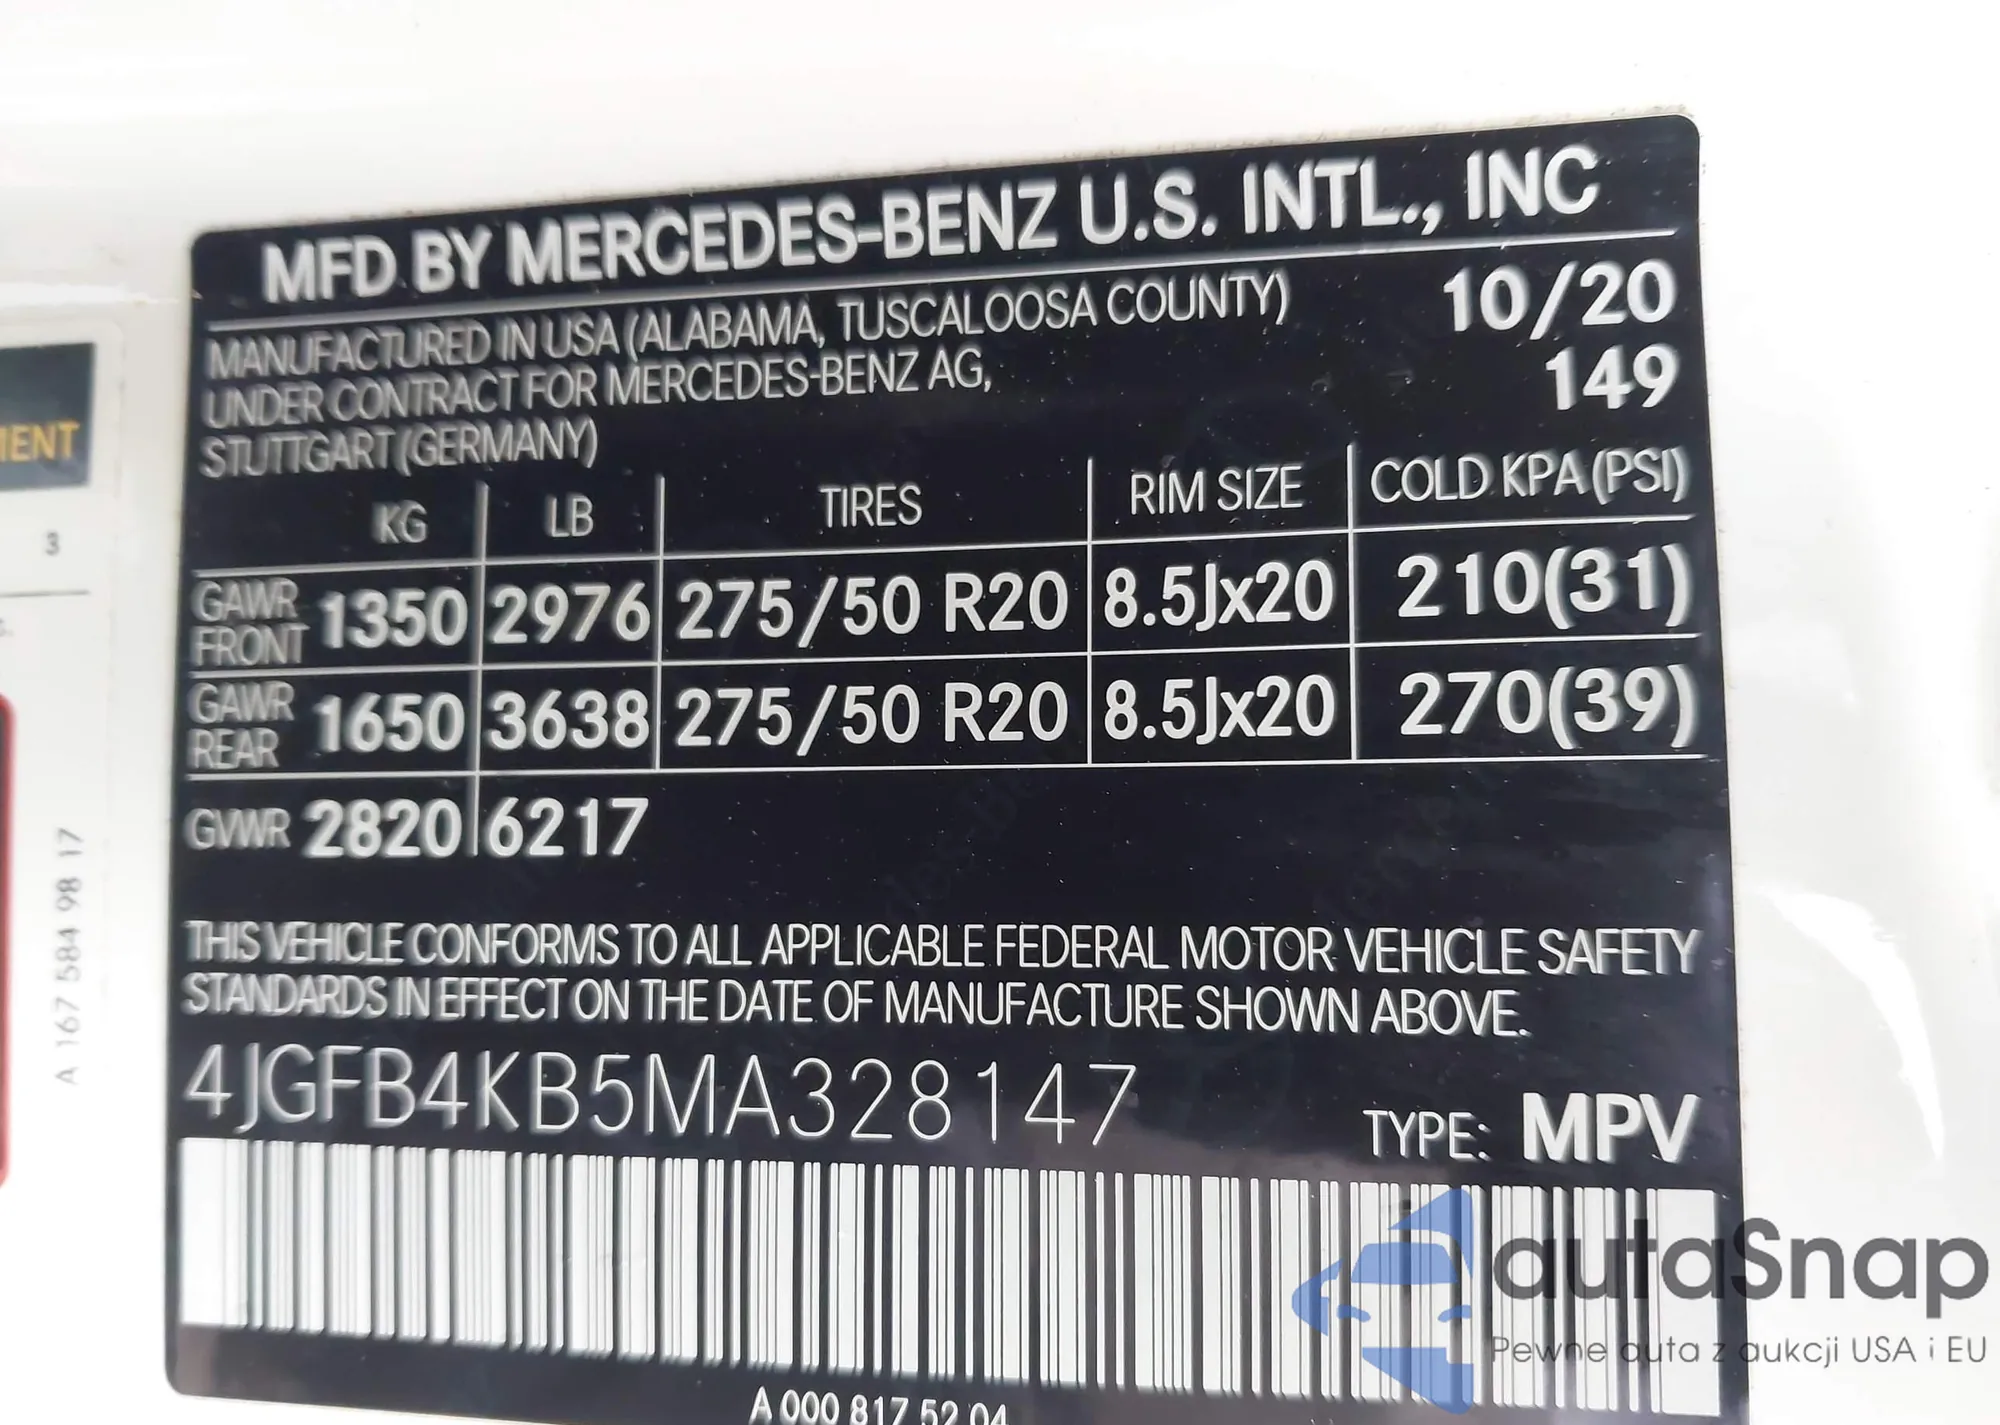 MFD BY MERCEDES-BENZ U.S. INTL., INC
MANUFACTURED IN USA (ALABAMA, TUSCALOOSA COUNTY) 10/20
UNDER CONTRACT FOR MERCEDES-BENZ AG, 149
STUTTGART (GERMANY)
KG LB TIRES RIM SIZE COLD KPA (PSI)
GAWR FRONT 1350 2976 275/50 R20 8.5Jx20 210(31)
GAWR REAR 1650 3638 275/50 R20 8.5Jx20 270(39)
GVWR 2820 6217
THIS VEHICLE CONFORMS TO ALL APPLICABLE FEDERAL MOTOR VEHICLE SAFETY
STANDARDS IN EFFECT ON THE DATE OF MANUFACTURE SHOWN ABOVE.
4JGFB4KB5MA328147 TYPE: MPV
A 000 817 52 04
3
A 167 584 98 17
autaSnap
Pewne auta z aukcji USA i EU